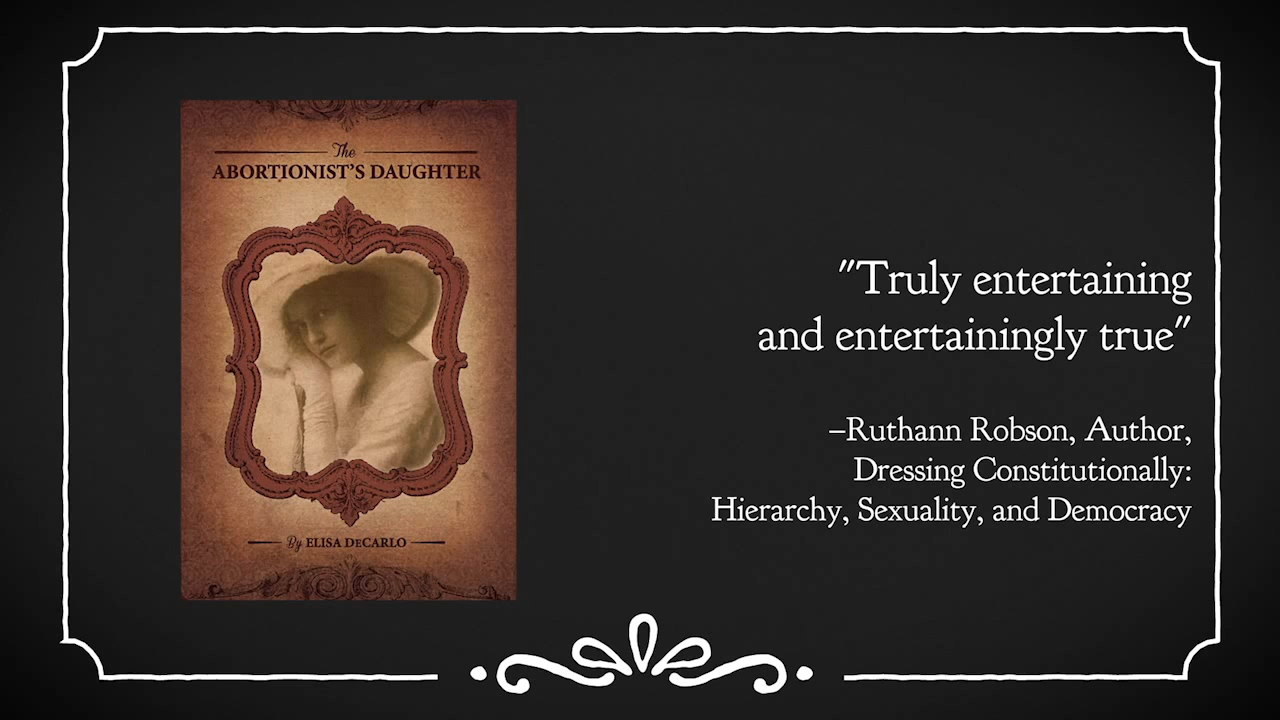 The
ABORTIONIST'S DAUGHTER
By ELISA DECARLO
"Truly entertaining
and entertainingly true"
–Ruthann Robson, Author,
Dressing Constitutionally:
Hierarchy, Sexuality, and Democracy